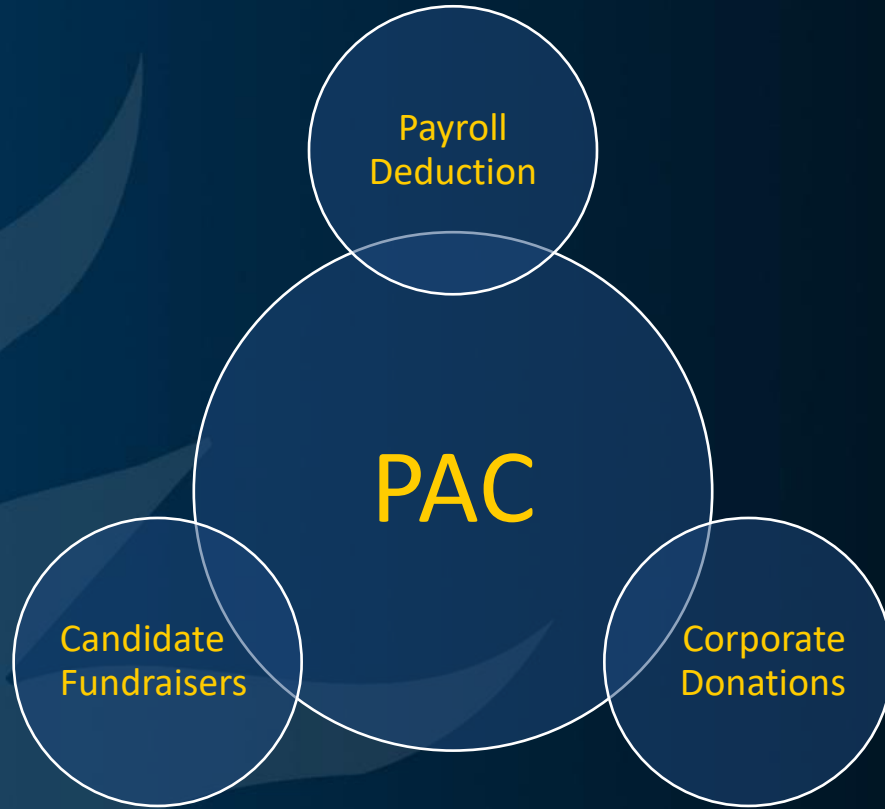 Payroll
Deduction
PAC
Candidate
Fundraisers
Corporate
Donations